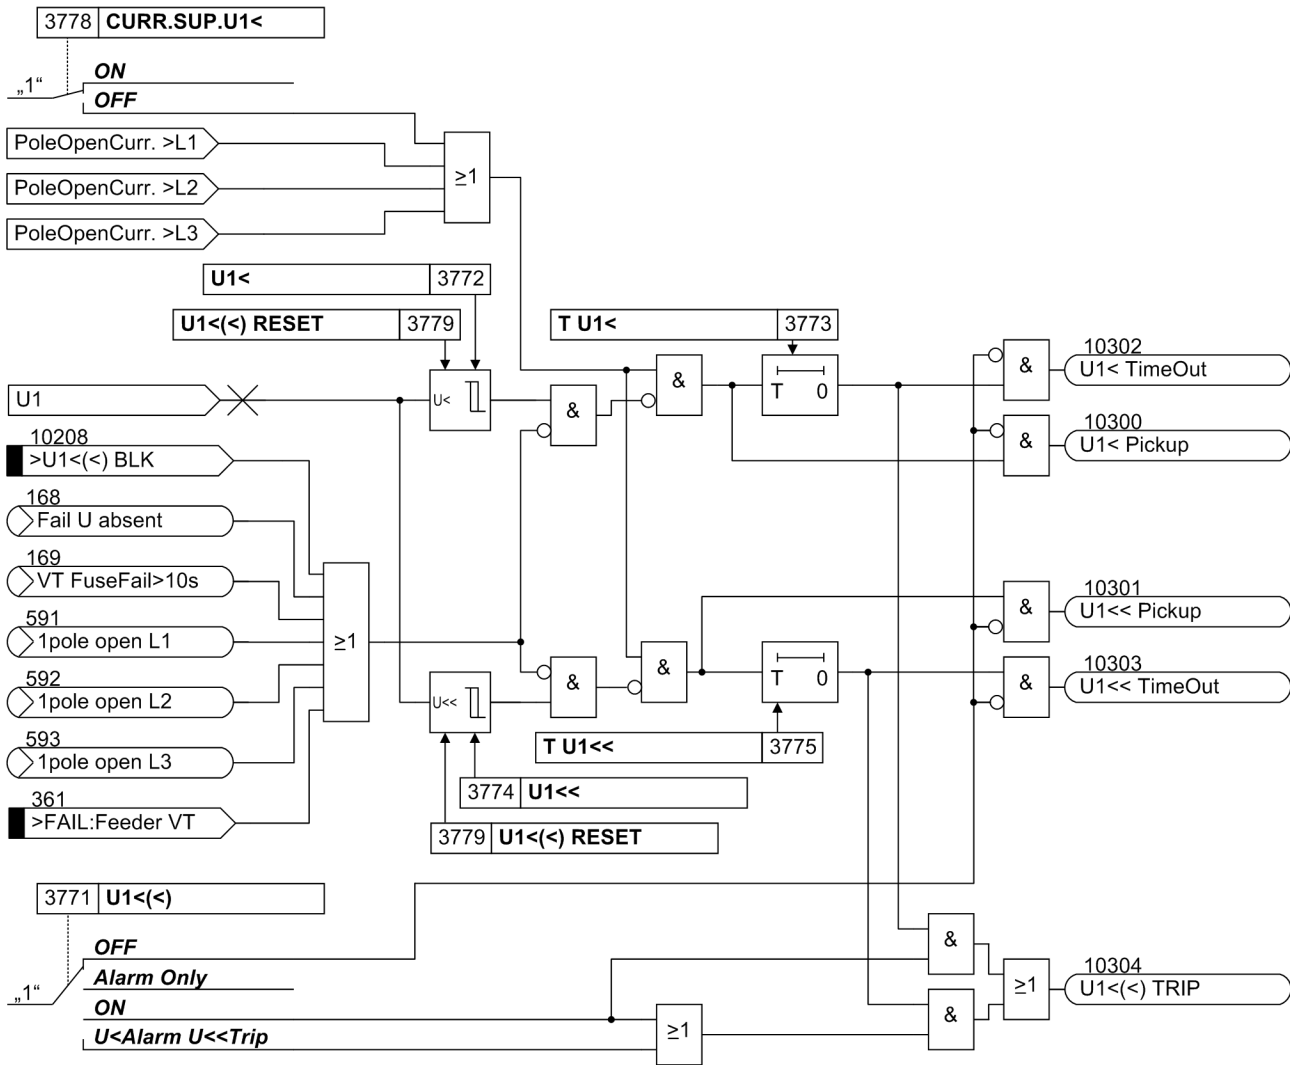 3778 CURR.SUP.U1<
ON
„1“
OFF
PoleOpenCurr. >L1
PoleOpenCurr. >L2
≥1
PoleOpenCurr. >L3
U1< 3772
U1<(<) RESET 3779
T U1< 3773
10302
& U1< TimeOut
&
T 0
U1
U<
&
10300
& U1< Pickup
10208
>U1<(<) BLK
168
Fail U absent
169
VT FuseFail>10s
10301
& U1<< Pickup
591
1pole open L1
≥1
10303
& U1<< TimeOut
&
T 0
592
1pole open L2
U<<
&
593
1pole open L3
T U1<< 3775
3774 U1<<
361
>FAIL:Feeder VT
3779 U1<(<) RESET
3771 U1<(<)
OFF
&
Alarm Only
„1“
10304
≥1 U1<(<) TRIP
ON
&
U<Alarm U<<Trip
≥1